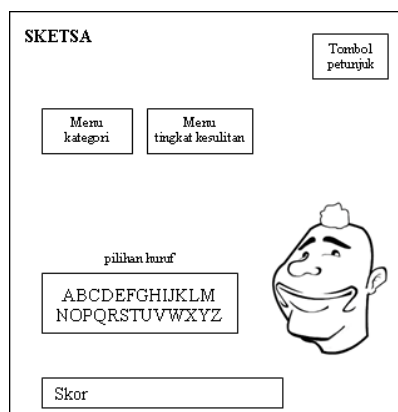 SKETSA
Tombol
petunjuk
Menu
kategori
Menu
tingkat kesulitan
pilihan huruf
ABCDEFGHIJKLM
NOPQRSTUVWXYZ
Skor